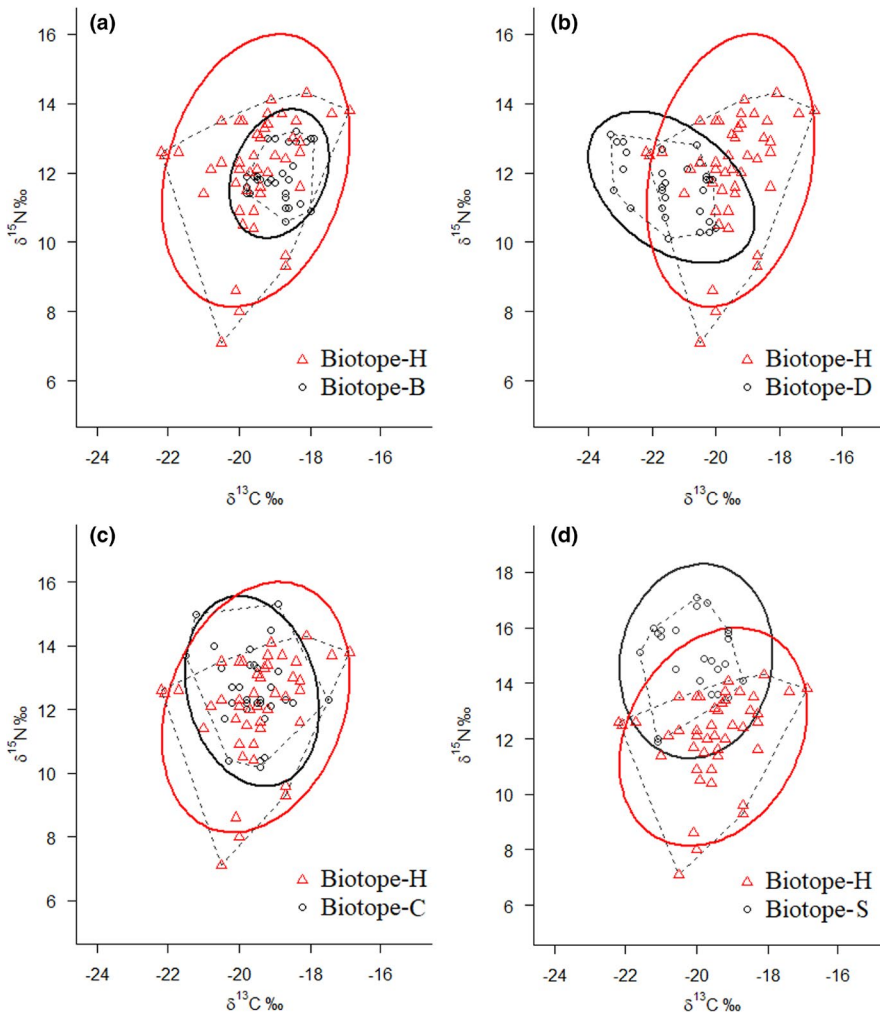 (a)
16
14
12
10
8
6
δ15N‰
-24 -22 -20 -18 -16
δ13C ‰
Biotope-H
Biotope-B
(b)
16
14
12
10
8
6
δ15N‰
-24 -22 -20 -18 -16
δ13C ‰
Biotope-H
Biotope-D
(c)
16
14
12
10
8
6
δ15N‰
-24 -22 -20 -18 -16
δ13C ‰
Biotope-H
Biotope-C
(d)
18
16
14
12
10
8
6
δ15N‰
-24 -22 -20 -18 -16
δ13C ‰
Biotope-H
Biotope-S